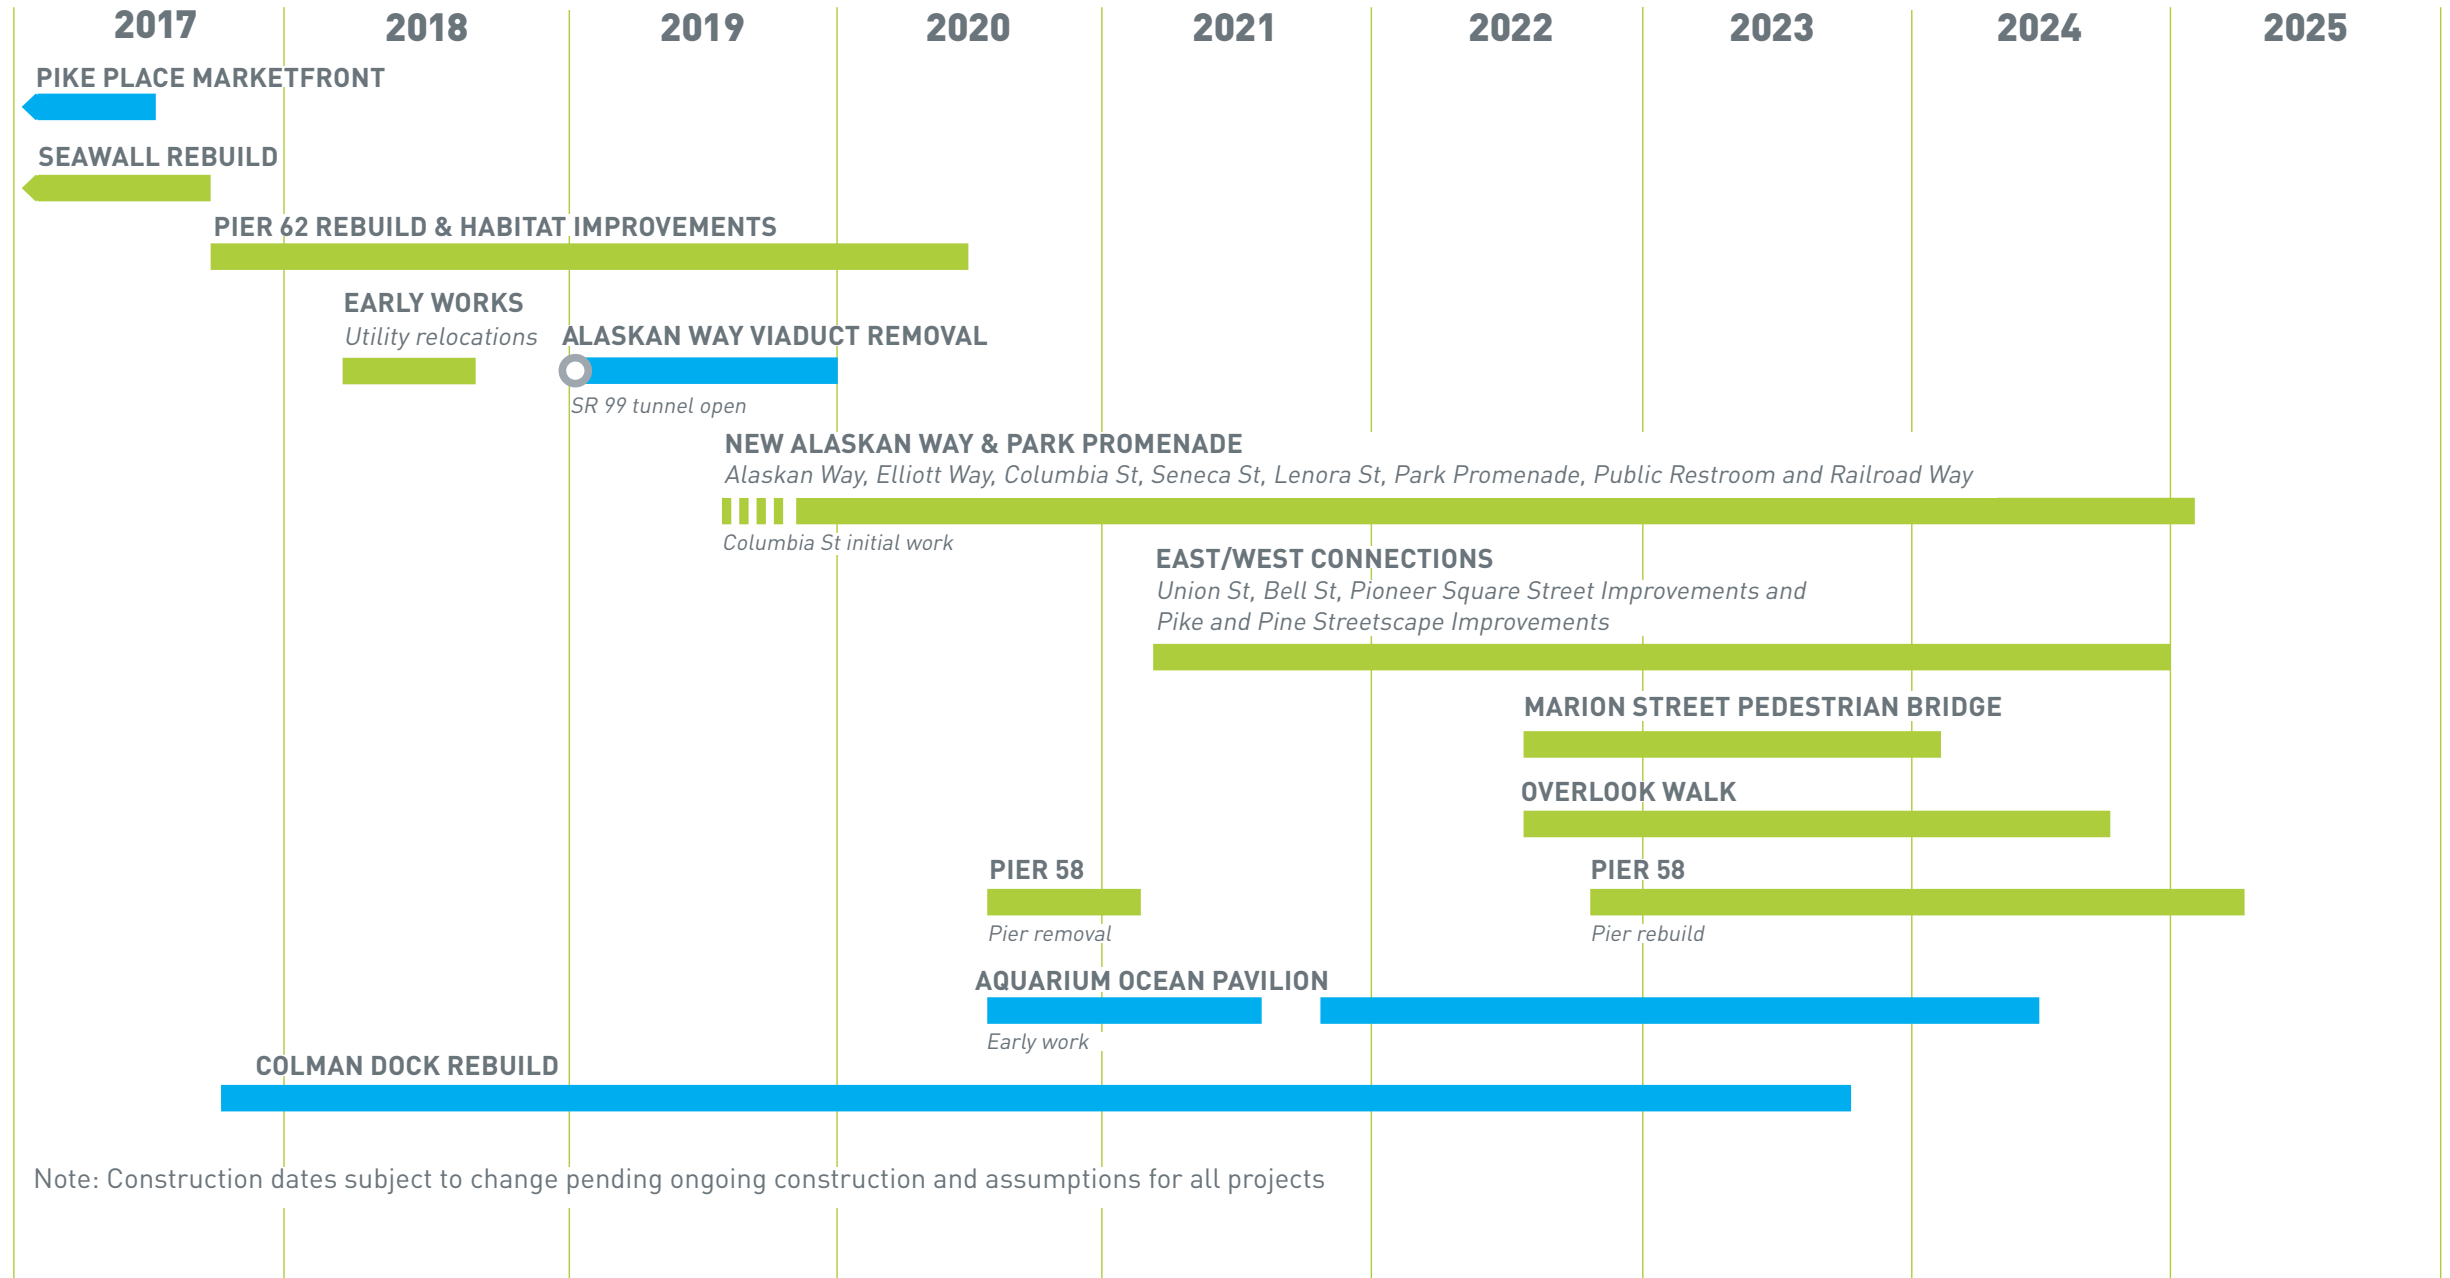 2017 2018 2019 2020 2021 2022 2023 2024 2025
PIKE PLACE MARKETFRONT
SEAWALL REBUILD
PIER 62 REBUILD & HABITAT IMPROVEMENTS
EARLY WORKS
Utility relocations
ALASKAN WAY VIADUCT REMOVAL
SR 99 tunnel open
NEW ALASKAN WAY & PARK PROMENADE
Alaskan Way, Elliott Way, Columbia St, Seneca St, Lenora St, Park Promenade, Public Restroom and Railroad Way
Columbia St initial work
EAST/WEST CONNECTIONS
Union St, Bell St, Pioneer Square Street Improvements and
Pike and Pine Streetscape Improvements
MARION STREET PEDESTRIAN BRIDGE
OVERLOOK WALK
PIER 58
Pier removal
PIER 58
Pier rebuild
AQUARIUM OCEAN PAVILION
Early work
COLMAN DOCK REBUILD
Note: Construction dates subject to change pending ongoing construction and assumptions for all projects